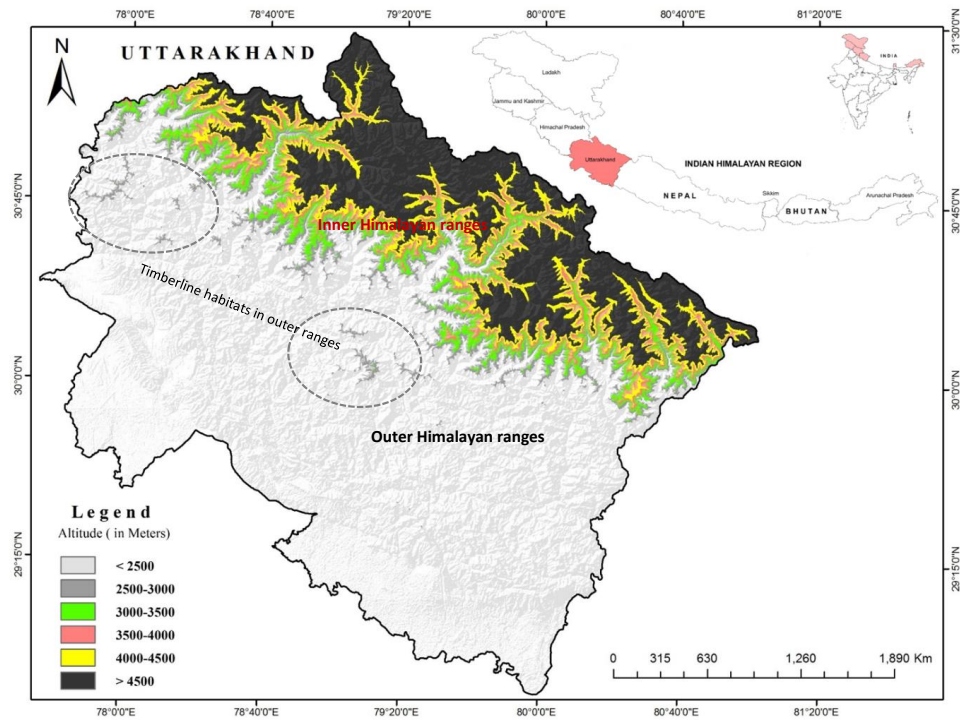 78°0'0"E 78°40'0"E 79°20'0"E 80°0'0"E 80°40'0"E 81°20'0"E
31°30'0"N
N
UTTARAKHAND
Ladakh
Jammu and Kashmir
Himachal Pradesh
Uttarakhand
INDIA
INDIAN HIMALAYAN REGION
NEPAL
Sikkim
BHUTAN
Arunachal Pradesh
30°45'0"N
30°45'0"N
Inner Himalayan ranges
Timberline habitats in outer ranges
30°0'0"N
30°0'0"N
Outer Himalayan ranges
Legend
Altitude ( in Meters)
< 2500
2500-3000
3000-3500
3500-4000
4000-4500
> 4500
29°15'0"N
29°15'0"N
0 315 630 1,260 1,890 Km
78°0'0"E 78°40'0"E 79°20'0"E 80°0'0"E 80°40'0"E 81°20'0"E